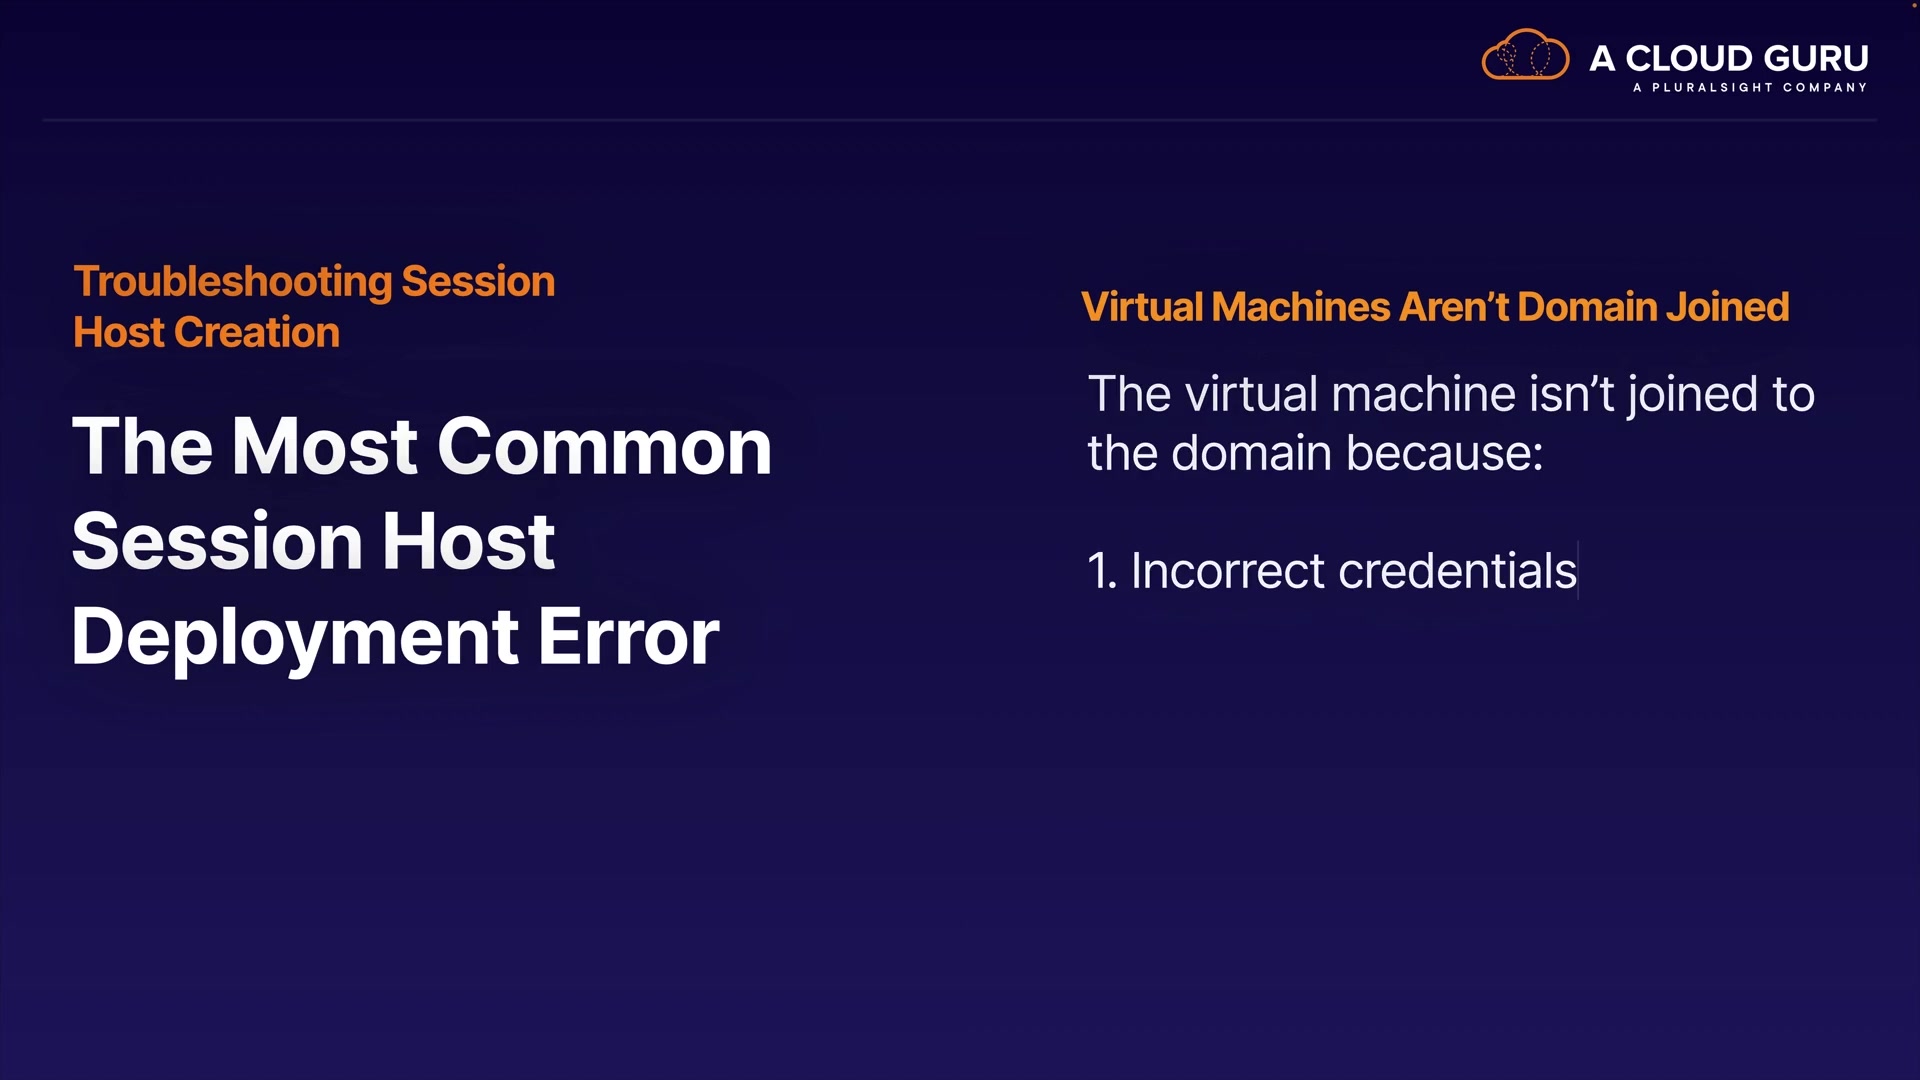 A CLOUD GURU
A PLURALSIGHT COMPANY
Troubleshooting Session
Host Creation
The Most Common
Session Host
Deployment Error
Virtual Machines Aren’t Domain Joined
The virtual machine isn’t joined to
the domain because:
1. Incorrect credentials